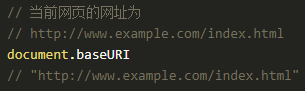 // 当前网页的网址为
// http://www.example.com/index.html
document.baseURI
// "http://www.example.com/index.html"